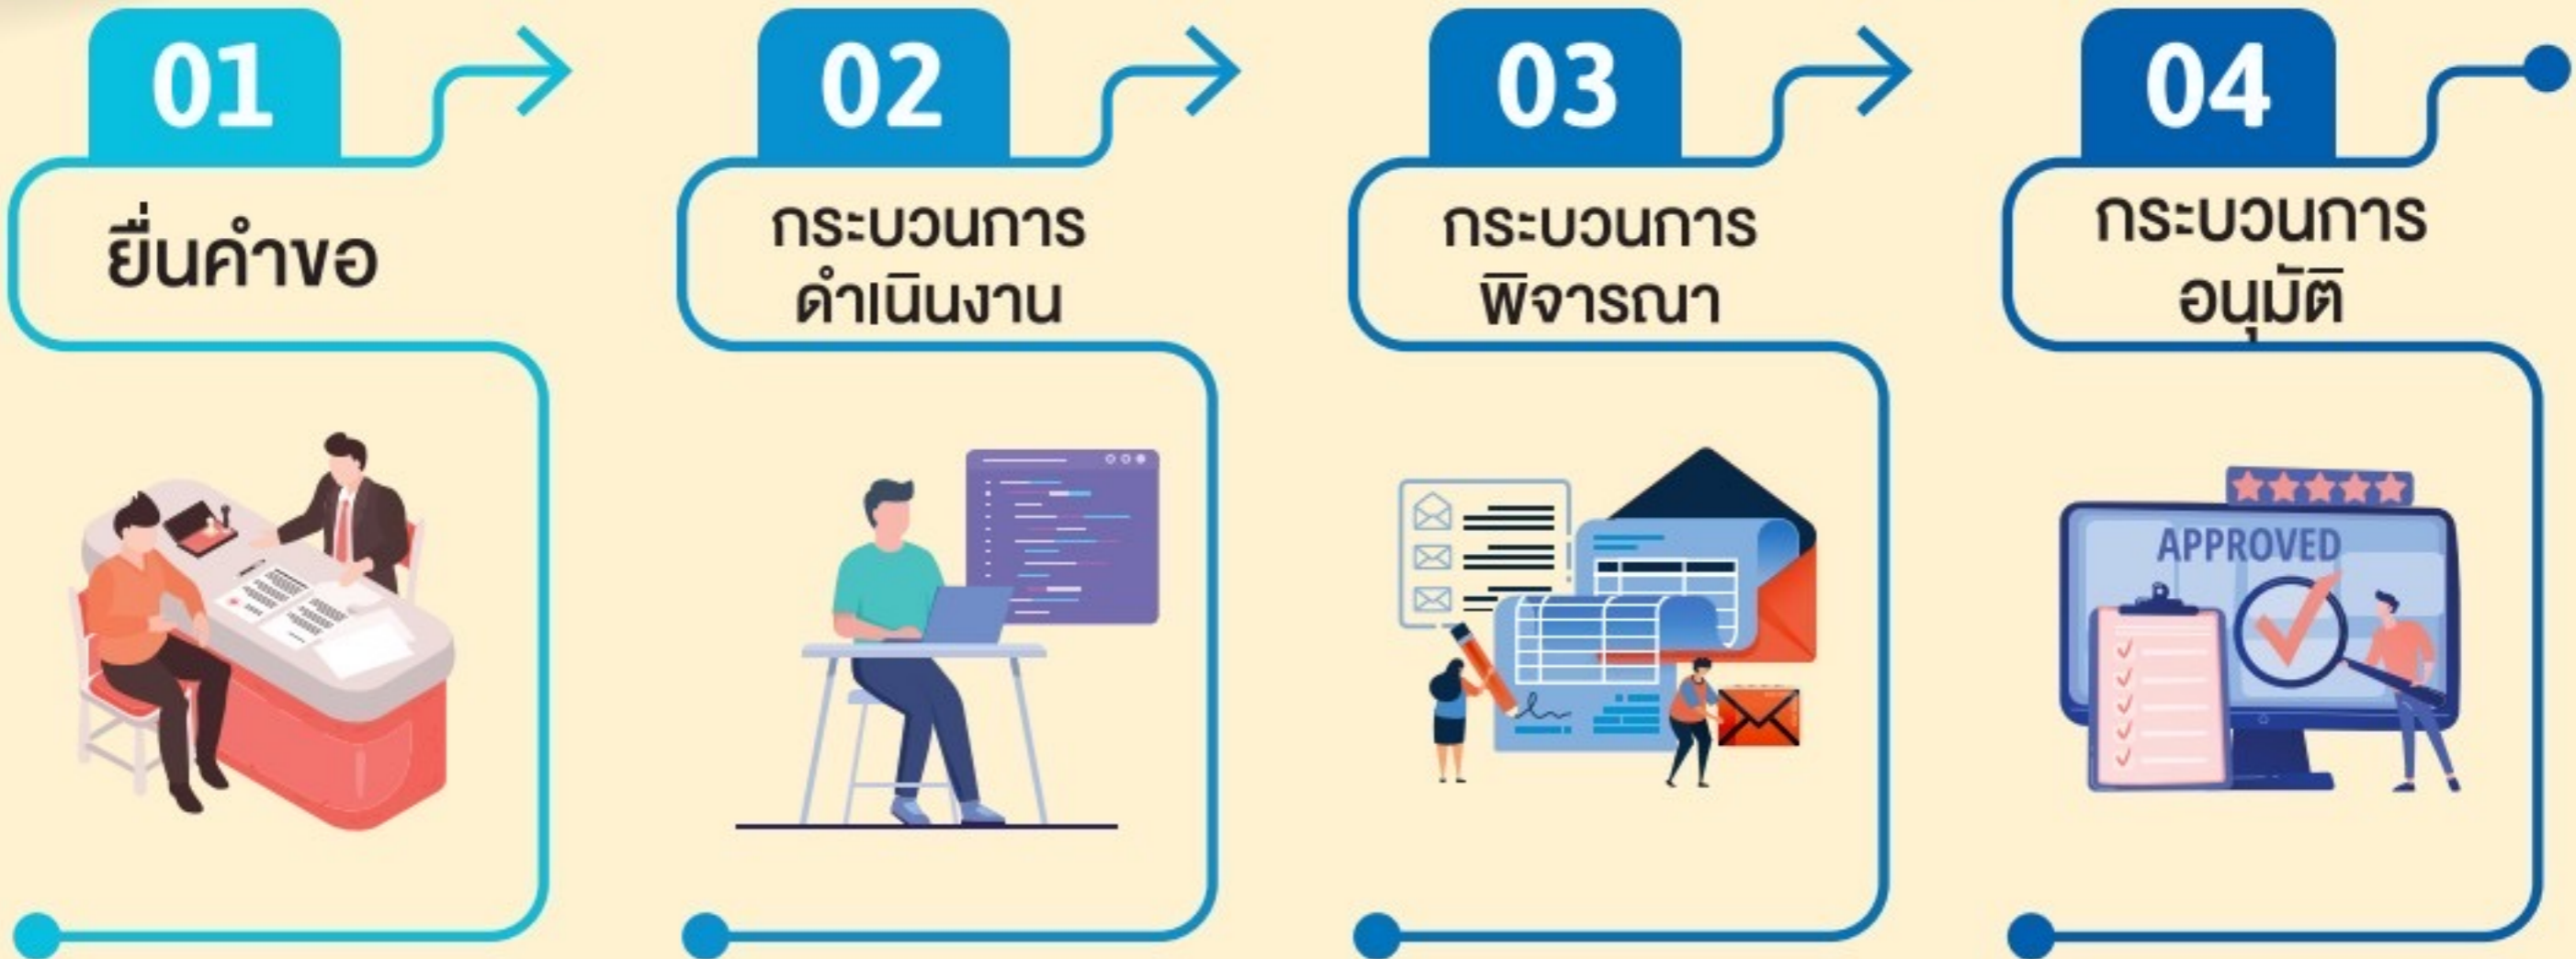 01
ยื่นคำขอ
02
กระบวนการ
ดำเนินงาน
03
กระบวนการ
พิจารณา
04
กระบวนการ
อนุมัติ
APPROVED